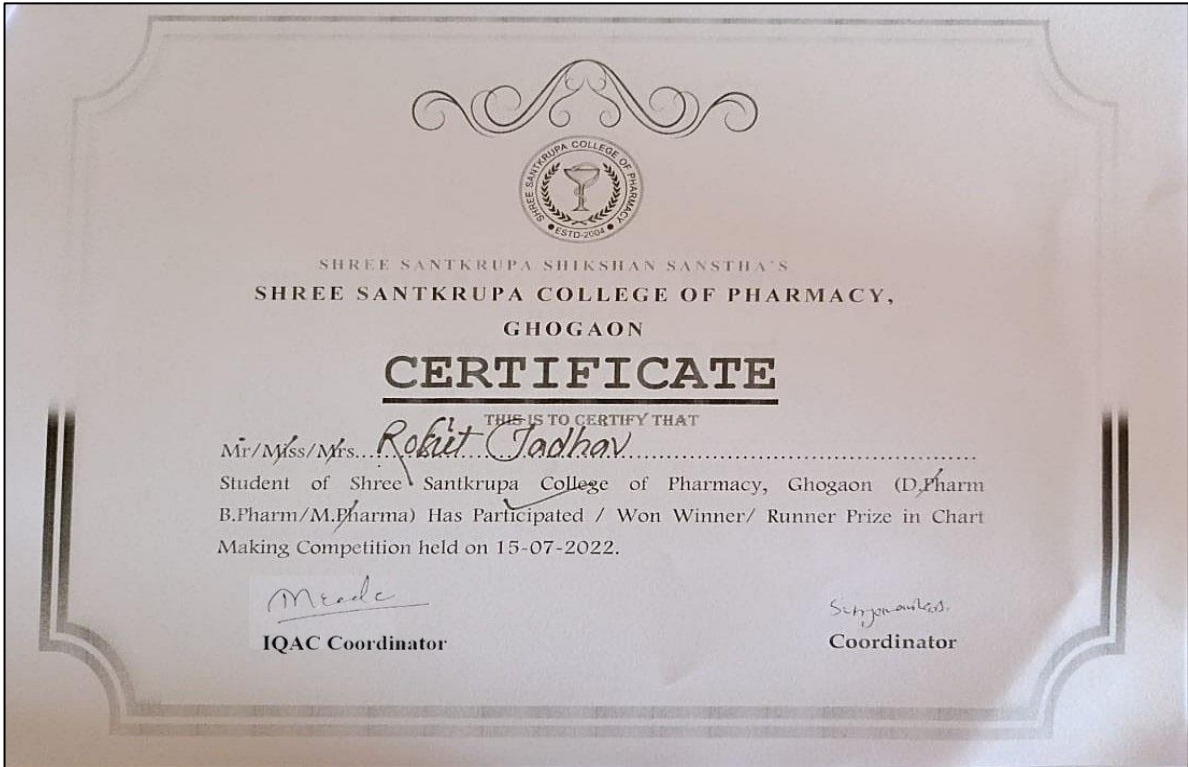 SHREE SANTKRUPA COLLEGE OF PHARMACY
ESTD-2004
SHREE SANTKRUPA SHIKSHAN SANSTHA'S
SHREE SANTKRUPA COLLEGE OF PHARMACY,
GHOGAON
CERTIFICATE
THIS IS TO CERTIFY THAT
Mr/Miss/Mrs....Rohit Jadhav....
Student of Shree Santkrupa College of Pharmacy, Ghogaon (D.Pharm
B.Pharm/M.Pharma) Has Participated / Won Winner/ Runner Prize in Chart
Making Competition held on 15-07-2022.
IQAC Coordinator
Coordinator